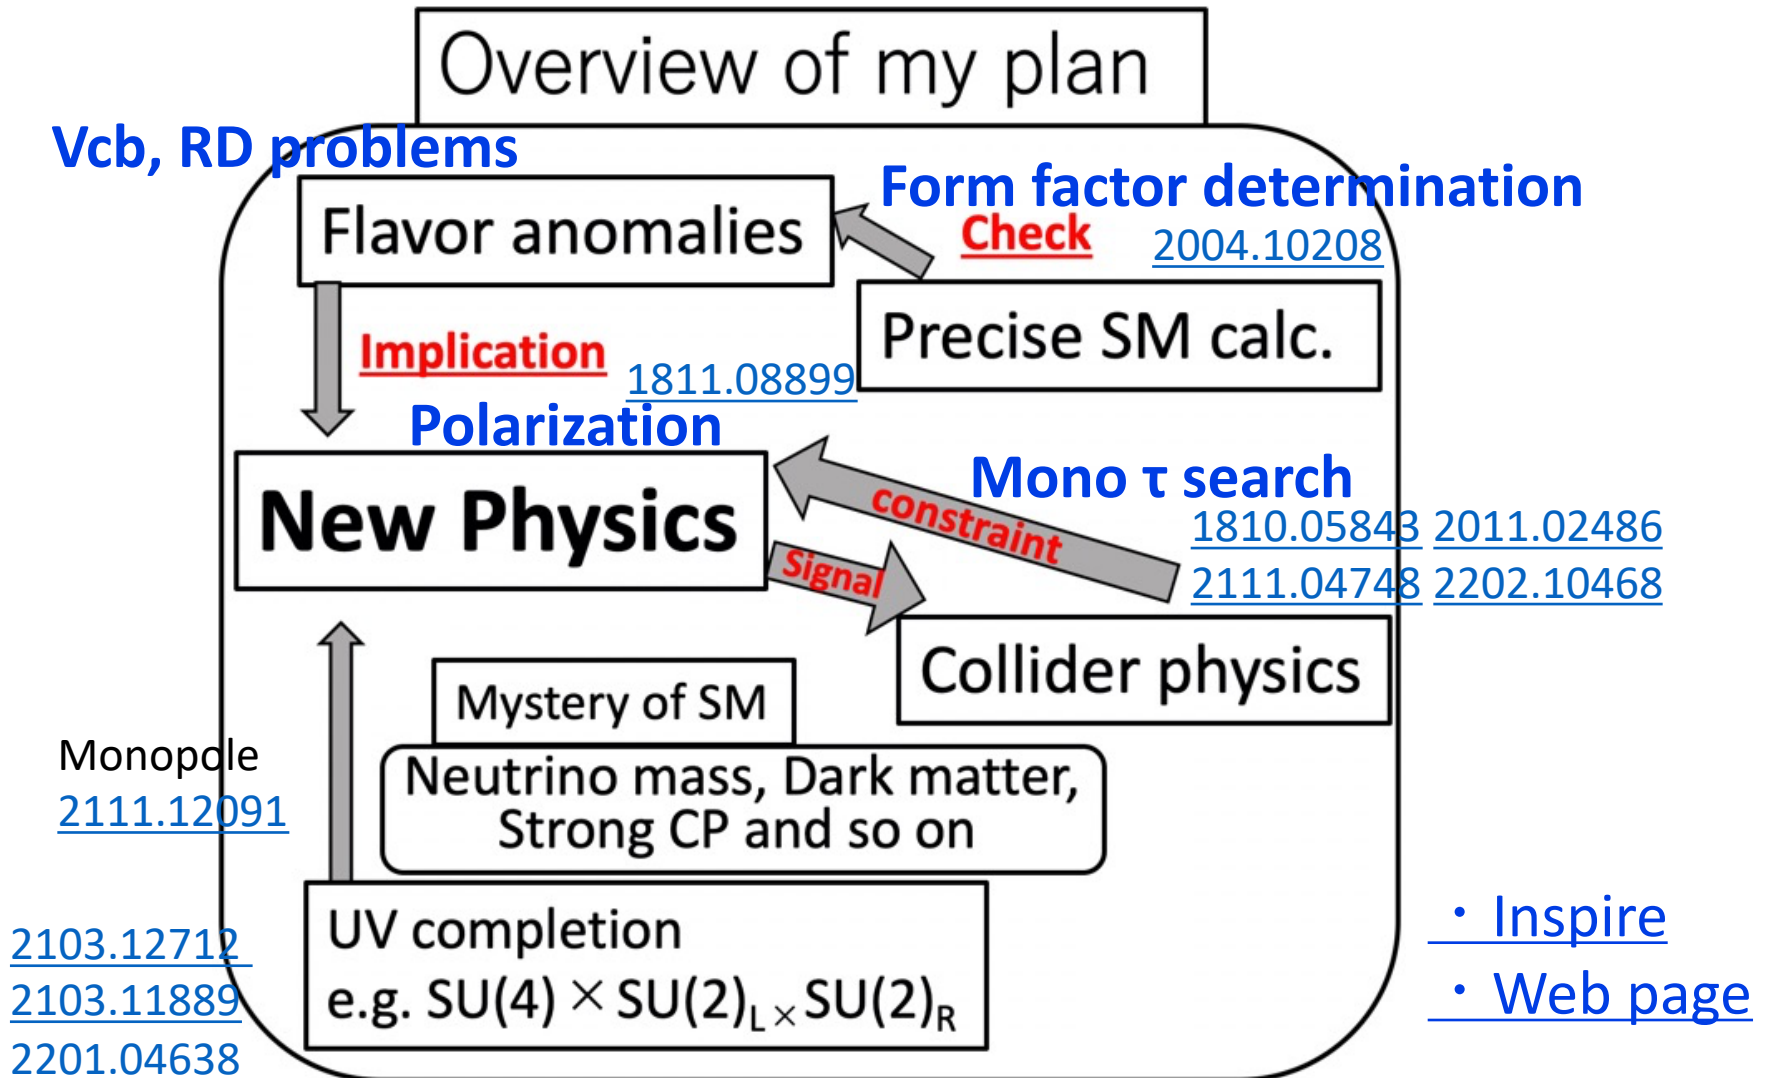 Overview of my plan
Vcb, RD problems
Flavor anomalies
Form factor determination
Check
2004.10208
Precise SM calc.
Implication
1811.08899
Polarization
New Physics
Mono τ search
constraint
1810.05843 2011.02486
2111.04748 2202.10468
Signal
Collider physics
Mystery of SM
Neutrino mass, Dark matter,
Strong CP and so on
Monopole
2111.12091
UV completion
e.g. SU(4) × SU(2)L × SU(2)R
2103.12712
2103.11889
2201.04638
・Inspire
・Web page